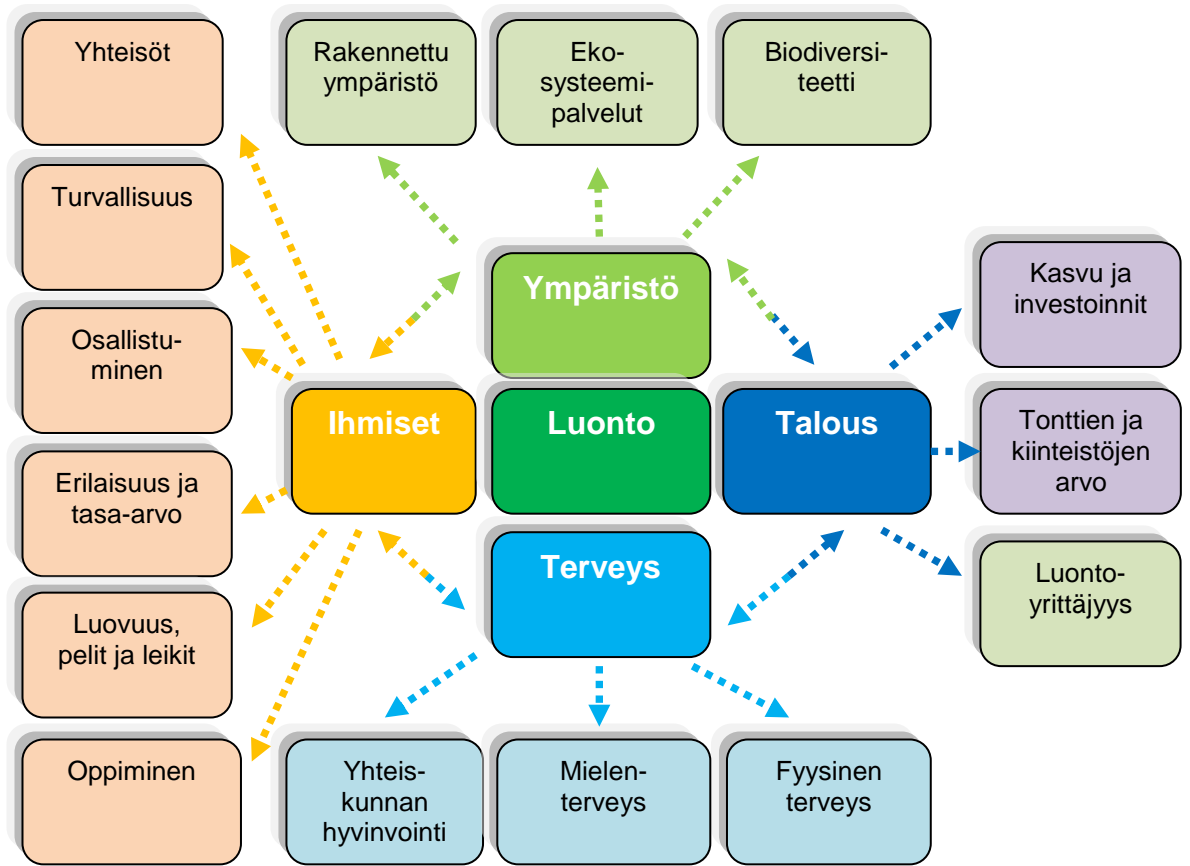 Yhteisöt
Rakennettu
ympäristö
Eko-
systeemi-
palvelut
Biodiversi-
teetti
Turvallisuus
Ympäristö
Kasvu ja
investoinnit
Osallistu-
minen
Ihmiset
Luonto
Talous
Tonttien ja
kiinteistöjen
arvo
Erilaisuus ja
tasa-arvo
Terveys
Luonto-
yrittäjyys
Luovuus,
pelit ja leikit
Oppiminen
Yhteis-
kunnan
hyvinvointi
Mielen-
terveys
Fyysinen
terveys